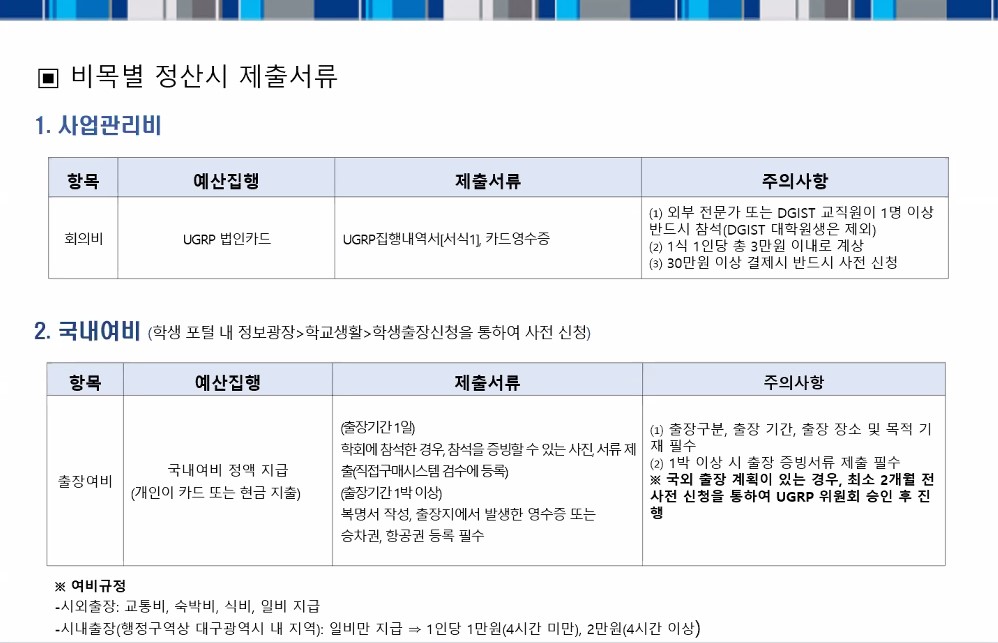 ▣ 비목별 정산시 제출서류
1. 사업관리비
항목 예산집행 제출서류 주의사항
회의비
UGRP 법인카드
UGRP집행내역서[서식1], 카드영수증
(1) 외부 전문가 또는 DGIST 교직원이 1명 이상
반드시 참석(DGIST 대학원생은 제외)
(2) 1식 1인당 총 3만원 이내로 계상
(3) 30만원 이상 결제시 반드시 사전 신청
2. 국내여비 (학생 포털 내 정보광장>학교생활>학생출장신청을 통하여 사전 신청)
항목 예산집행 제출서류 주의사항
출장여비
국내여비 정액 지급
(개인이 카드 또는 현금 지출)
(출장기간 1일)
학회에 참석한 경우, 참석을 증빙할 수 있는 사진, 서류 제
출(직접구매시스템 검수에 등록)
(출장기간 1박 이상)
복명서 작성, 출장지에서 발생한 영수증 또는
승차권, 항공권 등록 필수
(1) 출장구분, 출장 기간, 출장 장소 및 목적 기
재 필수
(2) 1박 이상 시 출장 증빙서류 제출 필수
※ 국외 출장 계획이 있는 경우, 최소 2개월 전
사전 신청을 통하여 UGRP 위원회 승인 후 진
행
※ 여비규정
-시외출장: 교통비, 숙박비, 식비, 일비 지급
-시내출장(행정구역상 대구광역시 내 지역): 일비만 지급 ⇒ 1인당 1만원(4시간 미만), 2만원(4시간 이상)